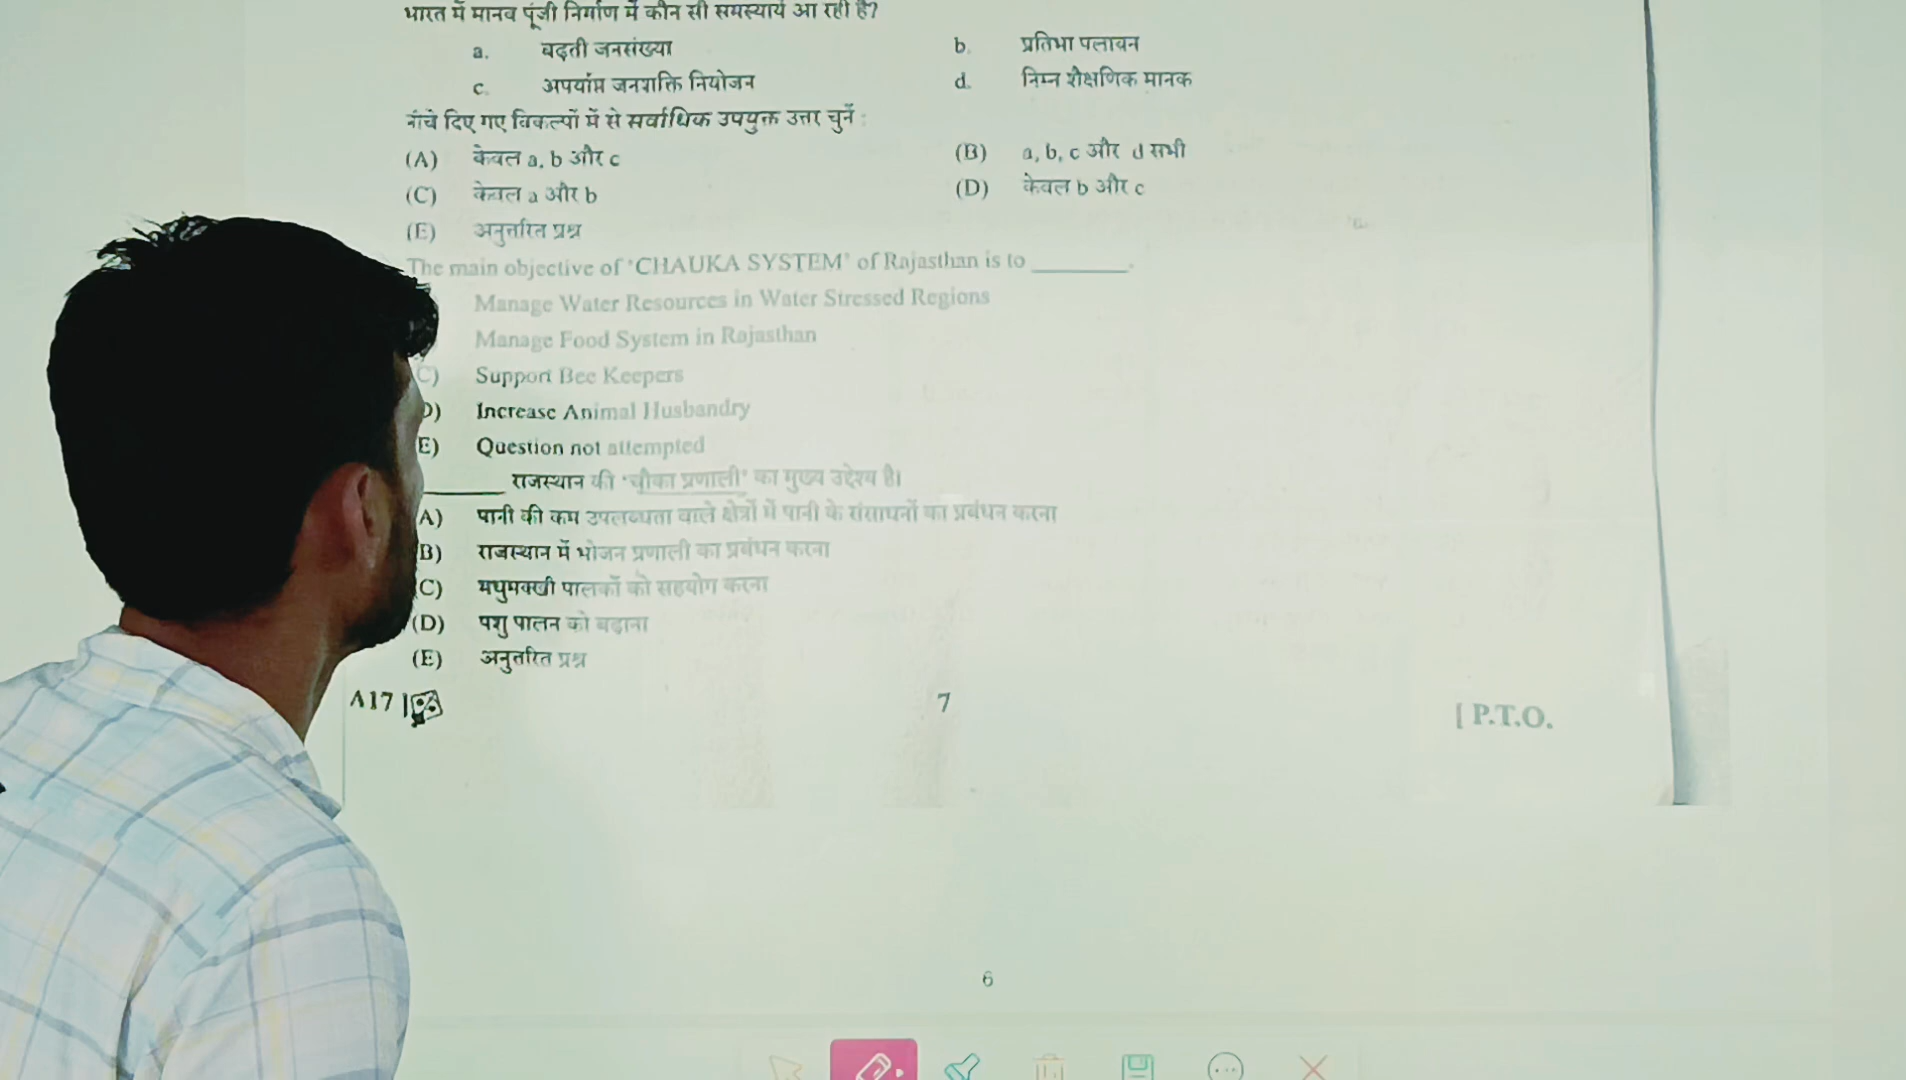 भारत में मानव पूंजी निर्माण में कौन सी समस्यायें आ रही हैं?
a. बढ़ती जनसंख्या b. प्रतिभा पलायन
c. अपर्याप्त जनशक्ति नियोजन d. निम्न शैक्षणिक मानक
नीचे दिए गए विकल्पों में से सर्वाधिक उपयुक्त उत्तर चुनें :
(A) केवल a, b और c (B) a, b, c और d सभी
(C) केवल a और b (D) केवल b और c
(E) अनुत्तरित प्रश्न
The main objective of 'CHAUKA SYSTEM' of Rajasthan is to ________.
Manage Water Resources in Water Stressed Regions
Manage Food System in Rajasthan
C) Support Bee Keepers
D) Increase Animal Husbandry
E) Question not attempted
________ राजस्थान की 'चौका प्रणाली' का मुख्य उद्देश्य है।
A) पानी की कम उपलब्धता वाले क्षेत्रों में पानी के संसाधनों का प्रबंधन करना
B) राजस्थान में भोजन प्रणाली का प्रबंधन करना
(C) मधुमक्खी पालकों को सहयोग करना
(D) पशु पालन को बढ़ाना
(E) अनुत्तरित प्रश्न
A17 7 [ P.T.O.
6